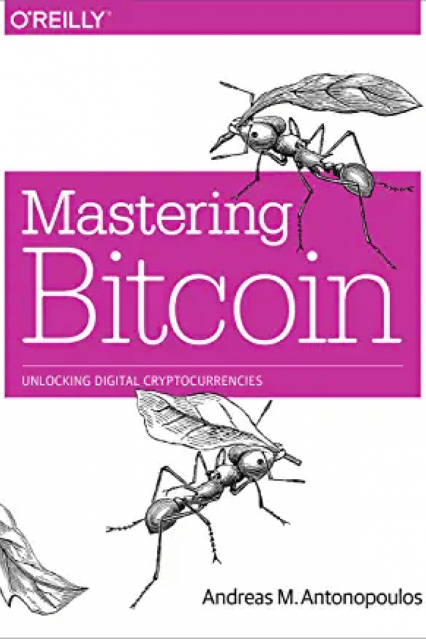 O'REILLY®
Mastering
Bitcoin
UNLOCKING DIGITAL CRYPTOCURRENCIES
Andreas M. Antonopoulos